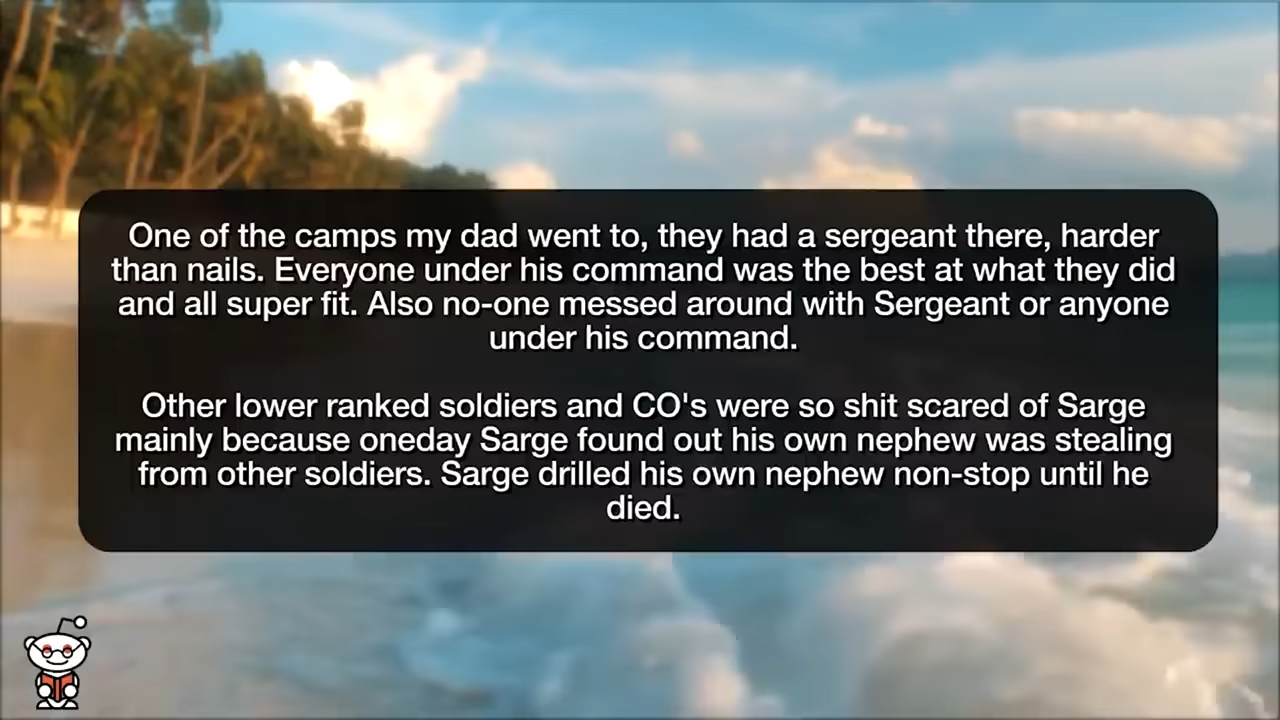 One of the camps my dad went to, they had a sergeant there, harder
than nails. Everyone under his command was the best at what they did
and all super fit. Also no-one messed around with Sergeant or anyone
under his command.
Other lower ranked soldiers and CO's were so shit scared of Sarge
mainly because oneday Sarge found out his own nephew was stealing
from other soldiers. Sarge drilled his own nephew non-stop until he
died.